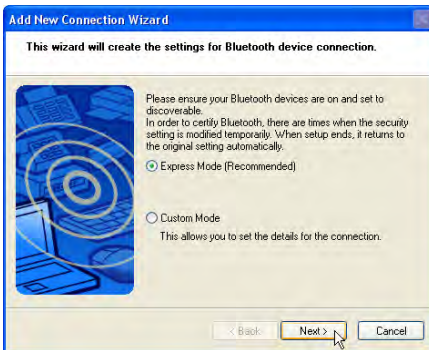 Add New Connection Wizard
This wizard will create the settings for Bluetooth device connection.
Please ensure your Bluetooth devices are on and set to
discoverable.
In order to certify Bluetooth, there are times when the security
setting is modified temporarily. When setup ends, it returns to
the original setting automatically.
Express Mode (Recommended)
Custom Mode
This allows you to set the details for the connection.
< Back Next > Cancel